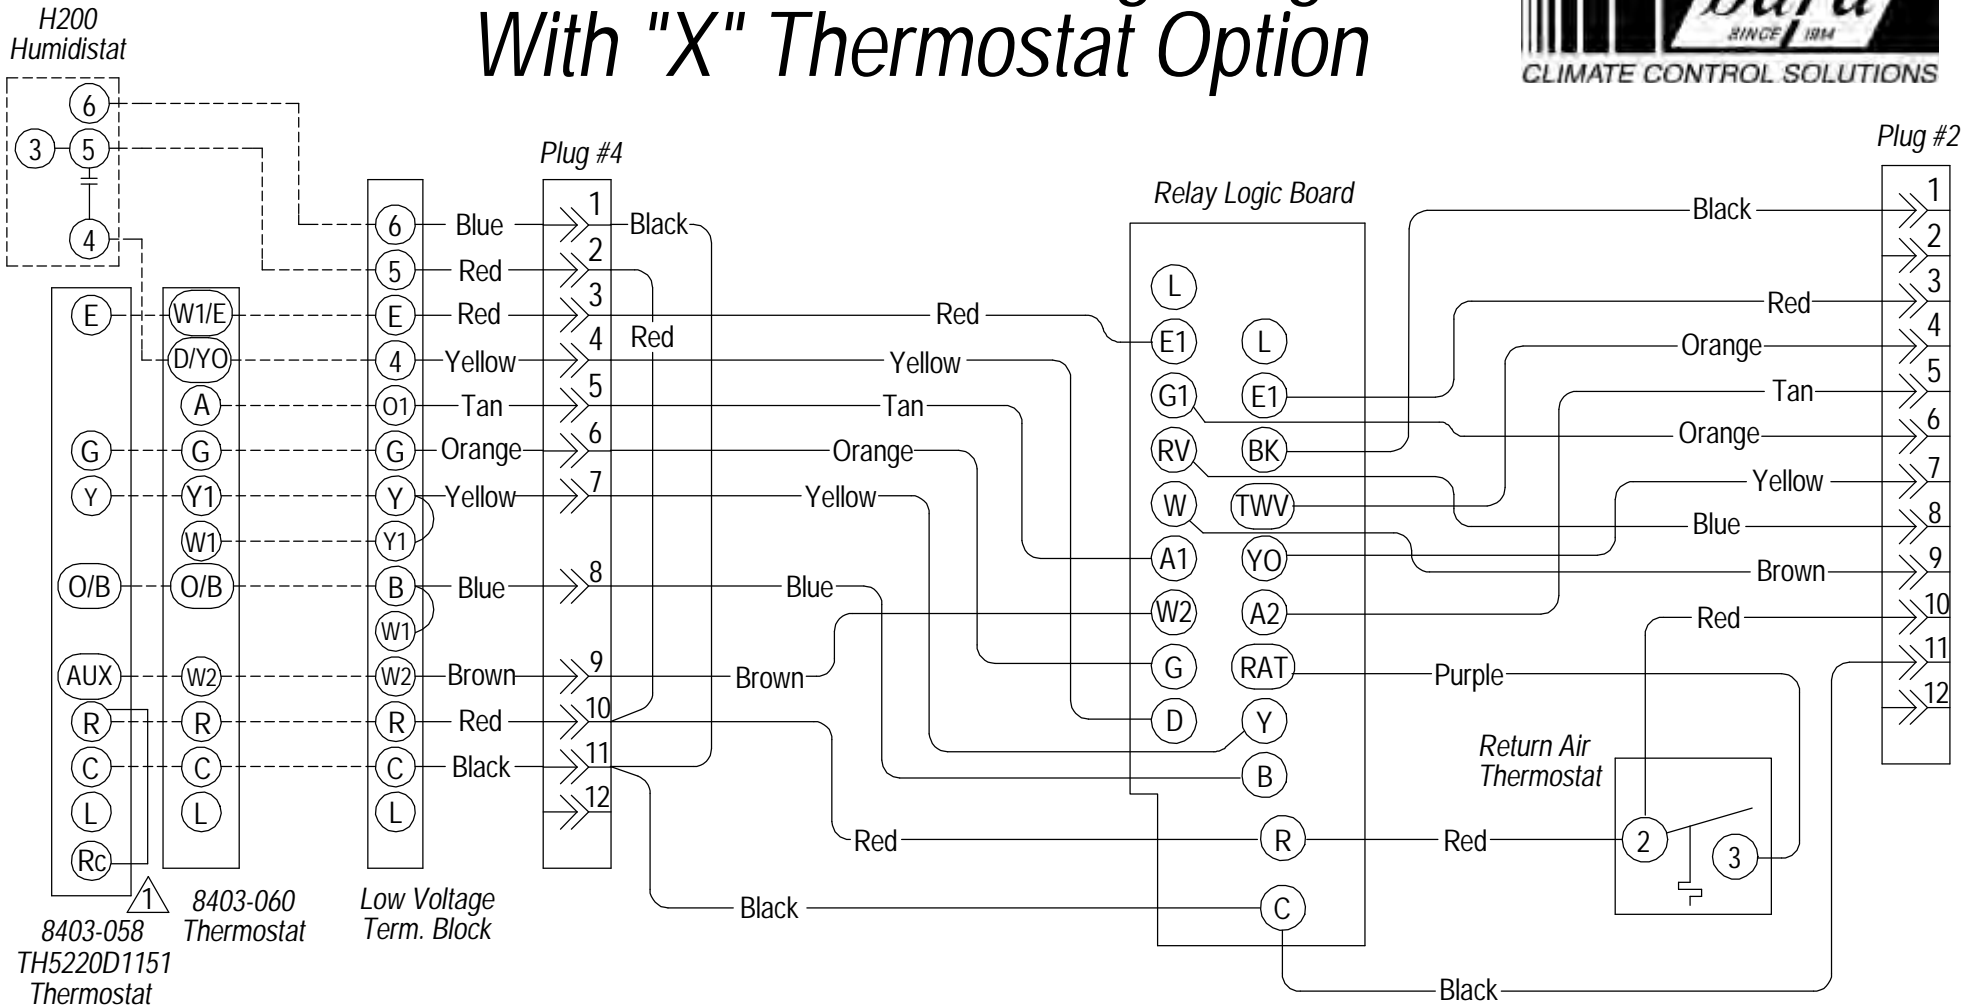 With "X" Thermostat Option
bard
SINCE 1914
CLIMATE CONTROL SOLUTIONS
H200
Humidistat
6
3
5
4
E
G
Y
O/B
AUX
R
C
L
Rc
1
8403-058
TH5220D1151
Thermostat
W1/E
D/YO
A
G
Y1
W1
O/B
W2
R
C
L
8403-060
Thermostat
6
5
E
4
O1
G
Y
Y1
B
W1
W2
R
C
L
Low Voltage
Term. Block
Blue
Red
Red
Yellow
Tan
Orange
Yellow
Blue
Brown
Red
Black
Plug #4
1
2
3
4
5
6
7
8
9
10
11
12
Black
Red
Red
Yellow
Tan
Orange
Yellow
Blue
Brown
Red
Black
Relay Logic Board
L
E1
G1
RV
W
A1
W2
G
D
L
E1
BK
TWV
YO
A2
RAT
Y
B
R
C
Black
Red
Orange
Tan
Orange
Yellow
Blue
Brown
Red
Purple
Red
Black
Return Air
Thermostat
2
3
Plug #2
1
2
3
4
5
6
7
8
9
10
11
12